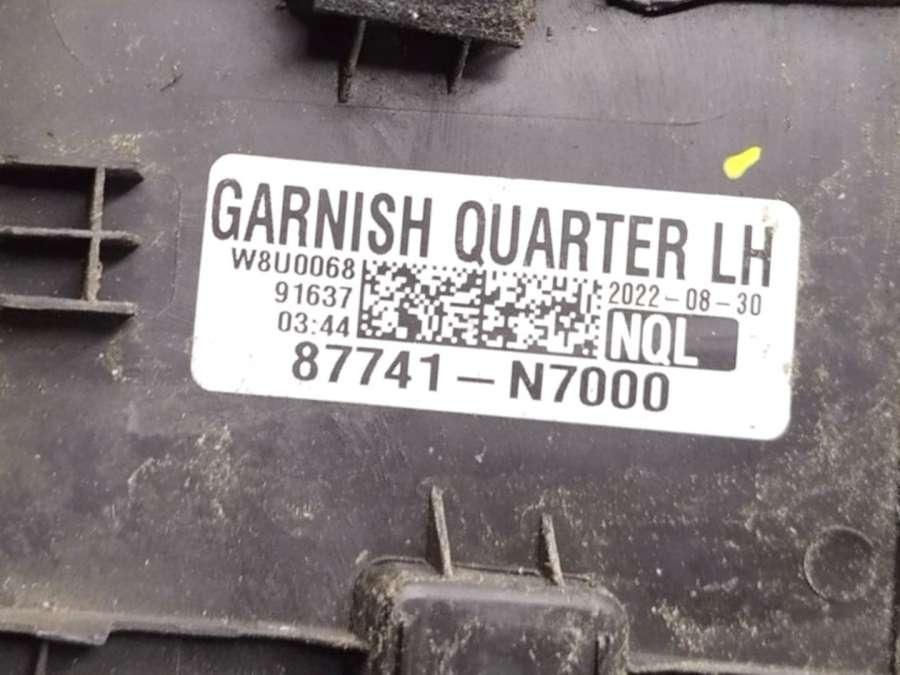 GARNISH QUARTER LH
W8U0068
91637
03:44
2022-08-30
NQL
87741-N7000